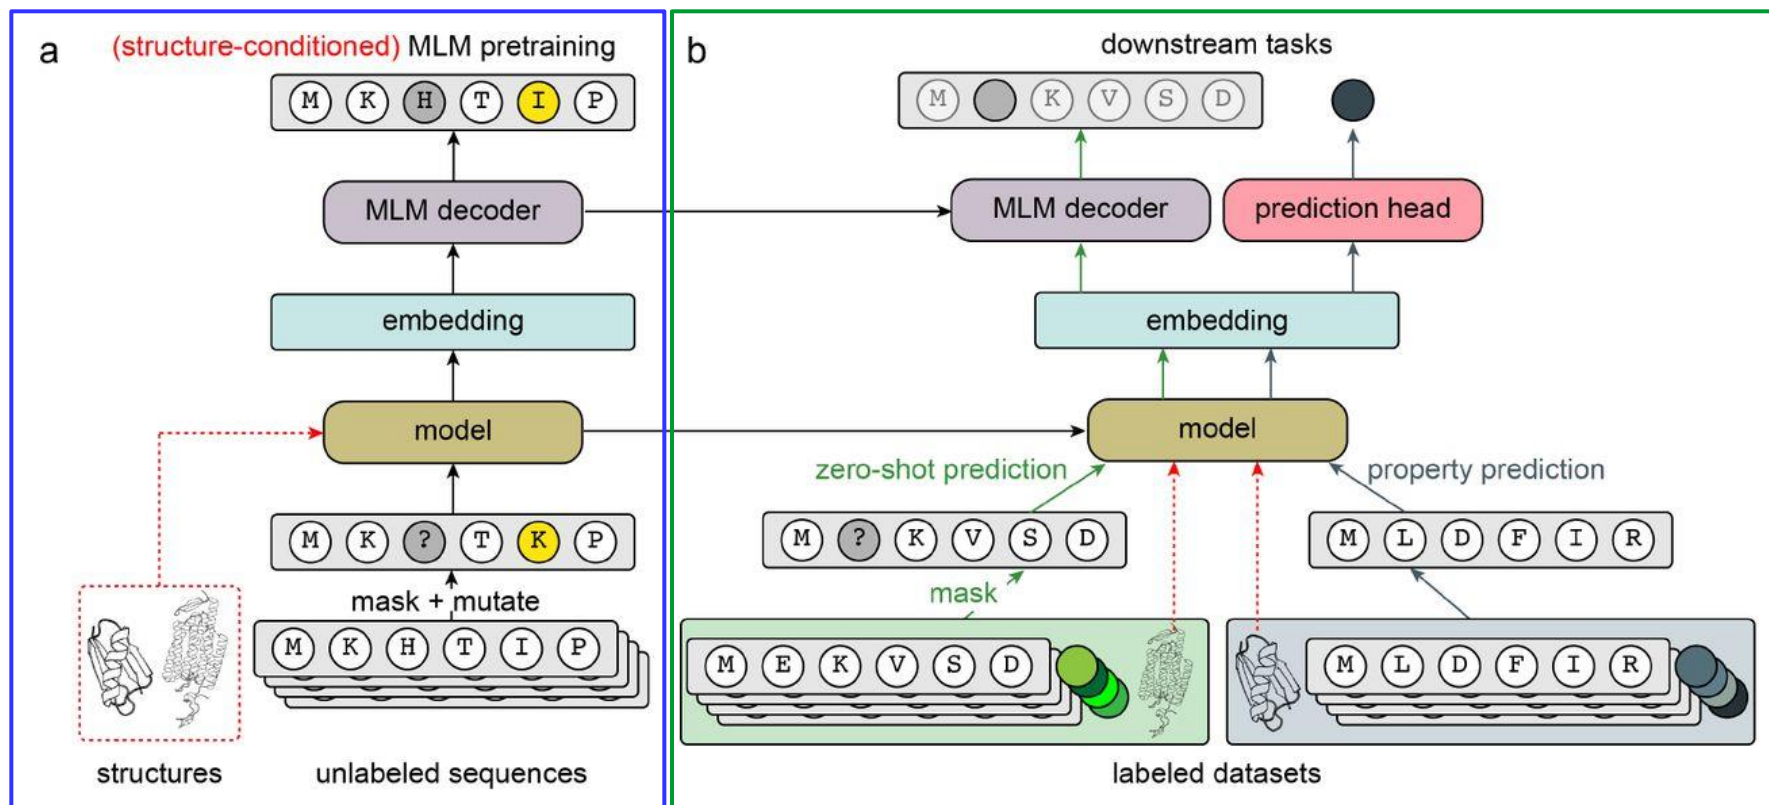 a
(structure-conditioned) MLM pretraining
M K H T I P
MLM decoder
embedding
model
M K ? T K P
mask + mutate
M K H T I P
structures
unlabeled sequences
b
downstream tasks
M K V S D
MLM decoder
prediction head
embedding
model
zero-shot prediction
property prediction
M ? K V S D
M L D F I R
mask
M E K V S D
M L D F I R
labeled datasets